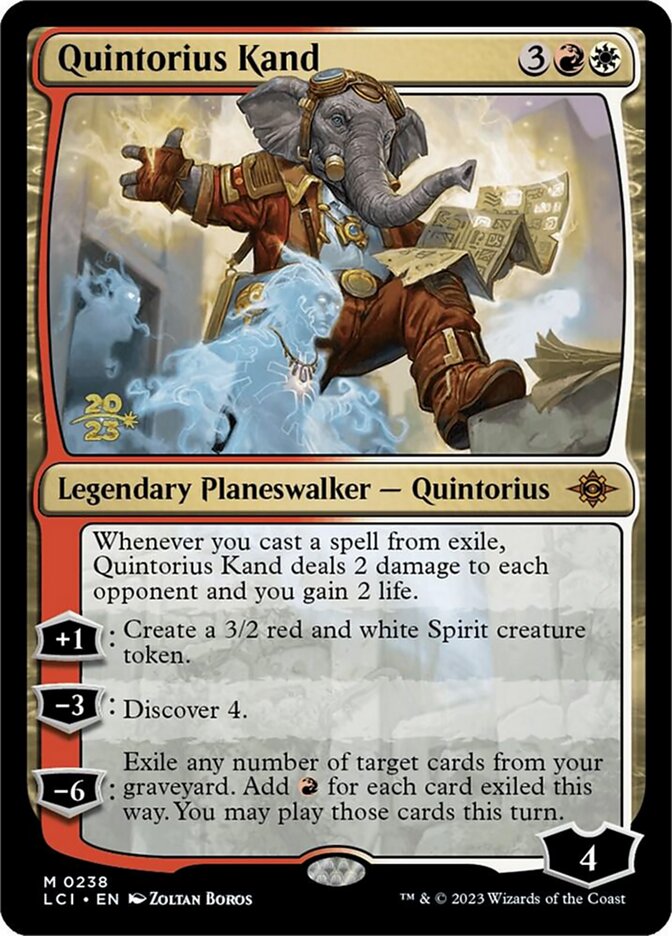 Quintorius Kand 3
20
23
Legendary Planeswalker — Quintorius
Whenever you cast a spell from exile,
Quintorius Kand deals 2 damage to each
opponent and you gain 2 life.
+1 : Create a 3/2 red and white Spirit creature
token.
−3 : Discover 4.
Exile any number of target cards from your
−6 : graveyard. Add for each card exiled this
way. You may play those cards this turn.
4
M 0238
LCI • EN Zoltan Boros
™ & © 2023 Wizards of the Coast